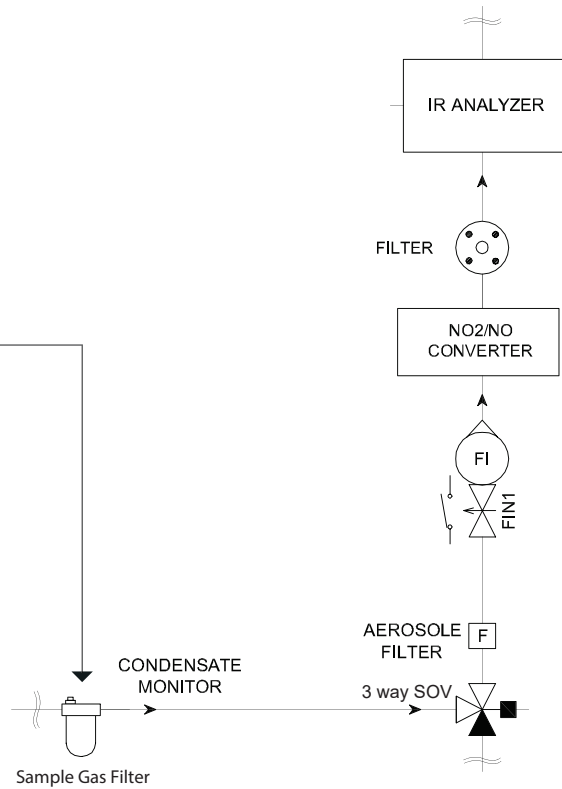 IR ANALYZER
FILTER
NO2/NO
CONVERTER
FI
FIN1
AEROSOLE
FILTER
F
CONDENSATE
MONITOR
3 way SOV
Sample Gas Filter